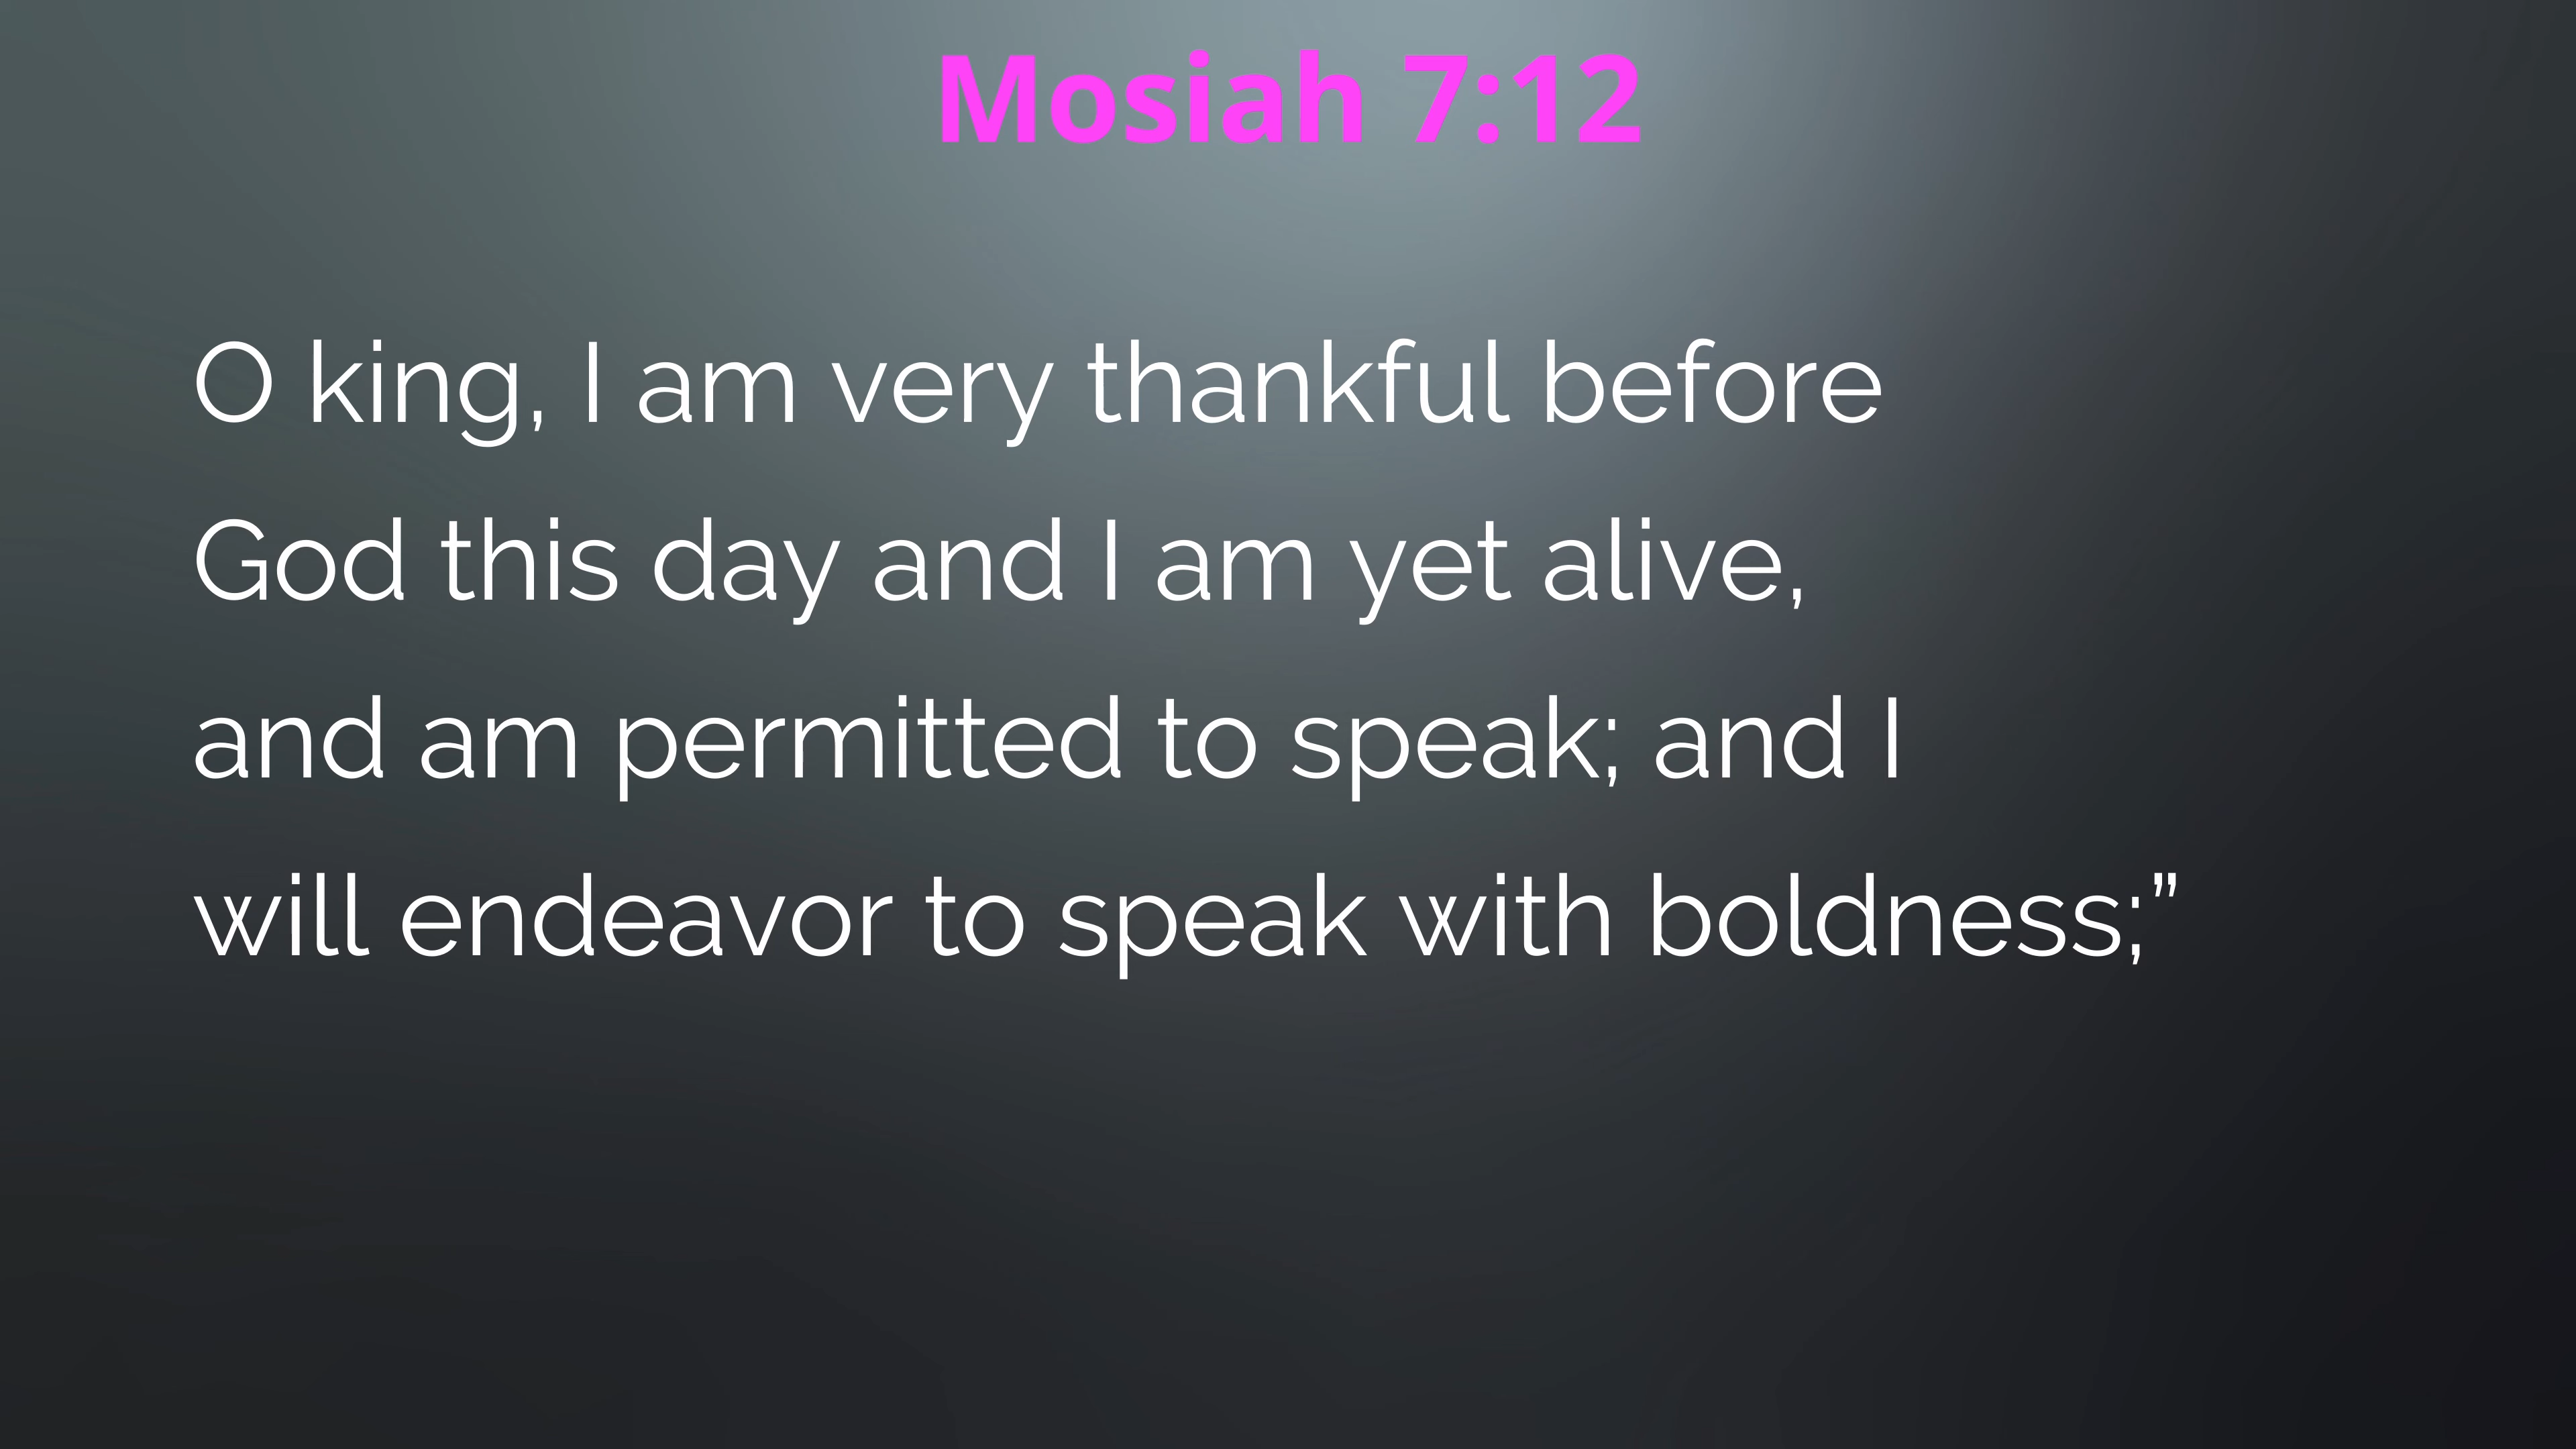 Mosiah 7:12
O king, I am very thankful before
God this day and I am yet alive,
and am permitted to speak; and I
will endeavor to speak with boldness;”